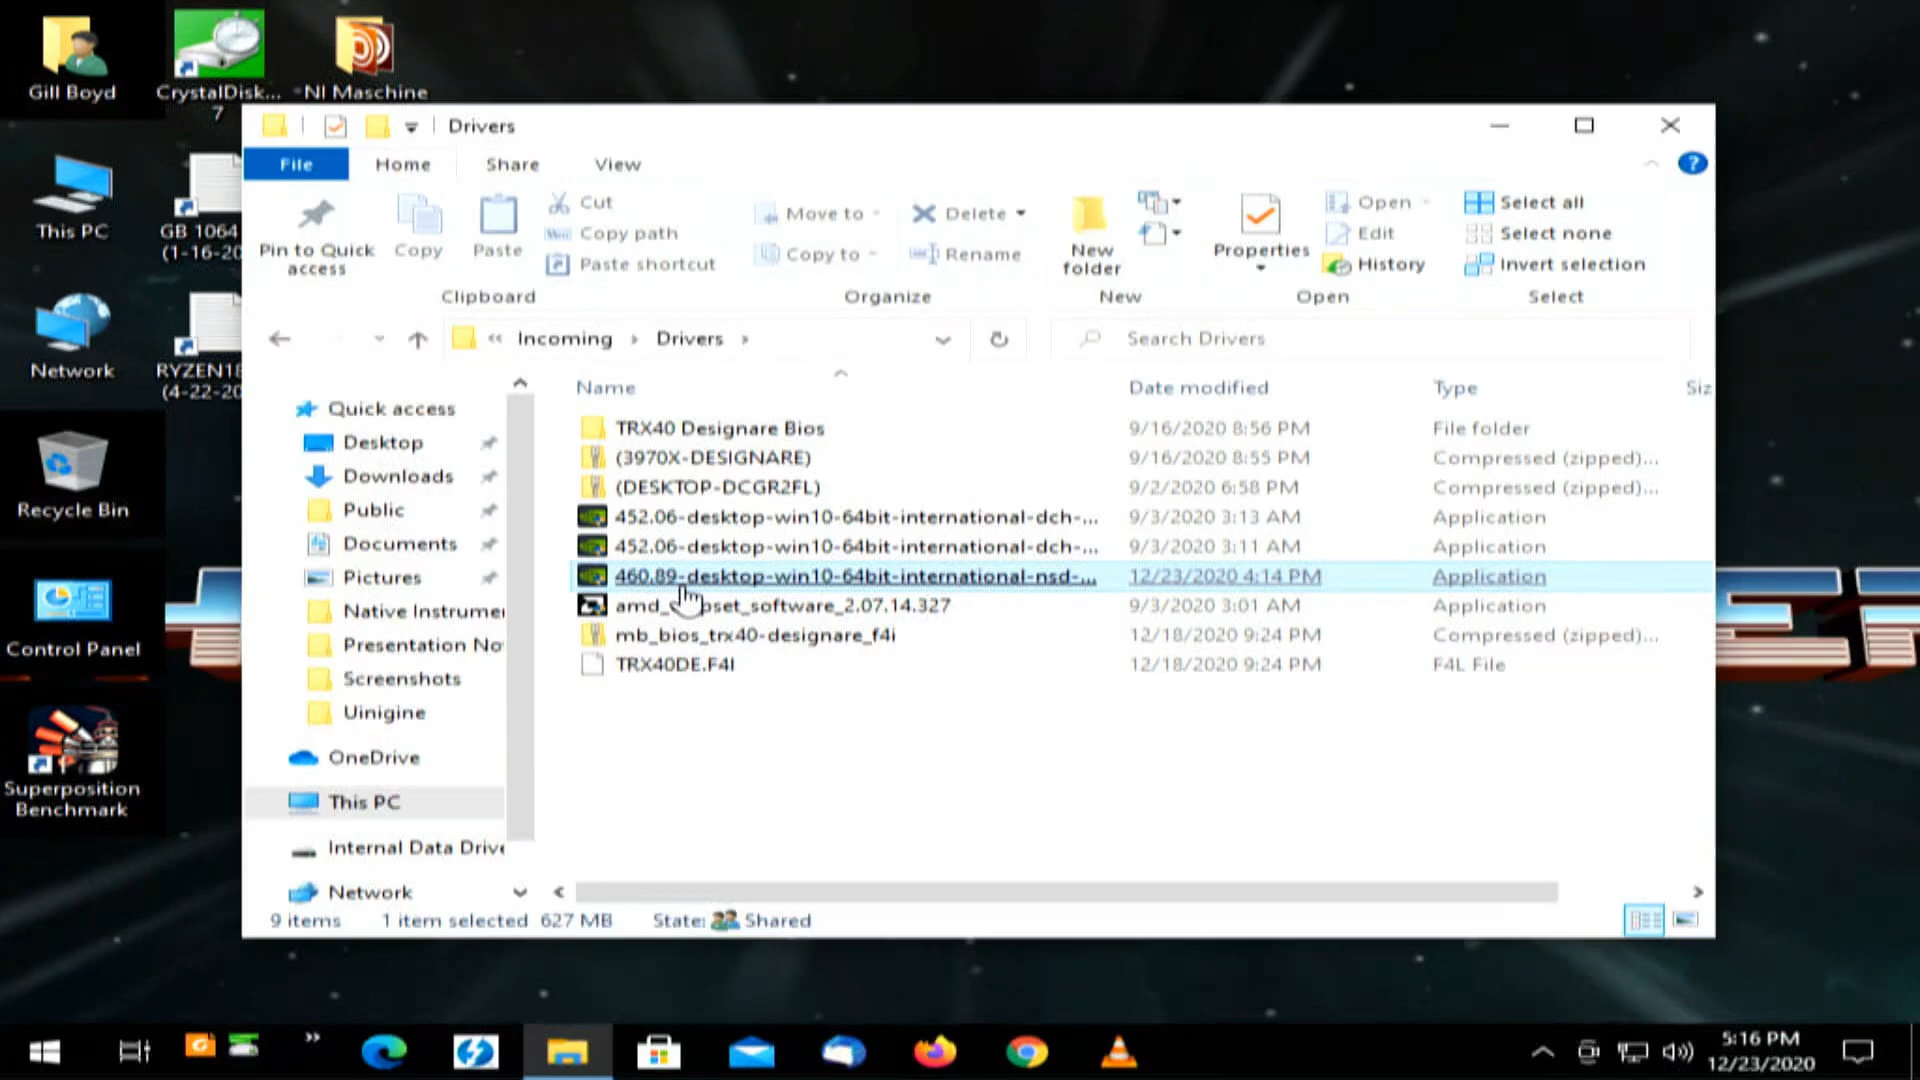 Gill Boyd
CrystalDisk...
7
NI Maschine
This PC
GB 1064
(1-16-20
Network
RYZEN18
(4-22-20
Recycle Bin
Control Panel
Superposition
Benchmark
Drivers
File
Home
Share
View
?
Pin to Quick
access
Copy
Paste
Cut
Copy path
Paste shortcut
Clipboard
Move to
Copy to
Delete
Rename
Organize
New
folder
New
Properties
Open
Edit
History
Open
Select all
Select none
Invert selection
Select
« Incoming › Drivers ›
Search Drivers
Quick access
Desktop
Downloads
Public
Documents
Pictures
Native Instrumen
Presentation No
Screenshots
Uinigine
OneDrive
This PC
Internal Data Drive
Network
Name Date modified Type Siz
TRX40 Designare Bios 9/16/2020 8:56 PM File folder
(3970X-DESIGNARE) 9/16/2020 8:55 PM Compressed (zipped)...
(DESKTOP-DCGR2FL) 9/2/2020 6:58 PM Compressed (zipped)...
452.06-desktop-win10-64bit-international-dch-... 9/3/2020 3:13 AM Application
452.06-desktop-win10-64bit-international-dch-... 9/3/2020 3:11 AM Application
460.89-desktop-win10-64bit-international-nsd-... 12/23/2020 4:14 PM Application
pset_software_2.07.14.327 9/3/2020 3:01 AM Application
mb_bios_trx40-designare_f4i 12/18/2020 9:24 PM Compressed (zipped)...
TRX40DE.F4I 12/18/2020 9:24 PM F4L File
9 items 1 item selected 627 MB State: Shared
5:16 PM
12/23/2020